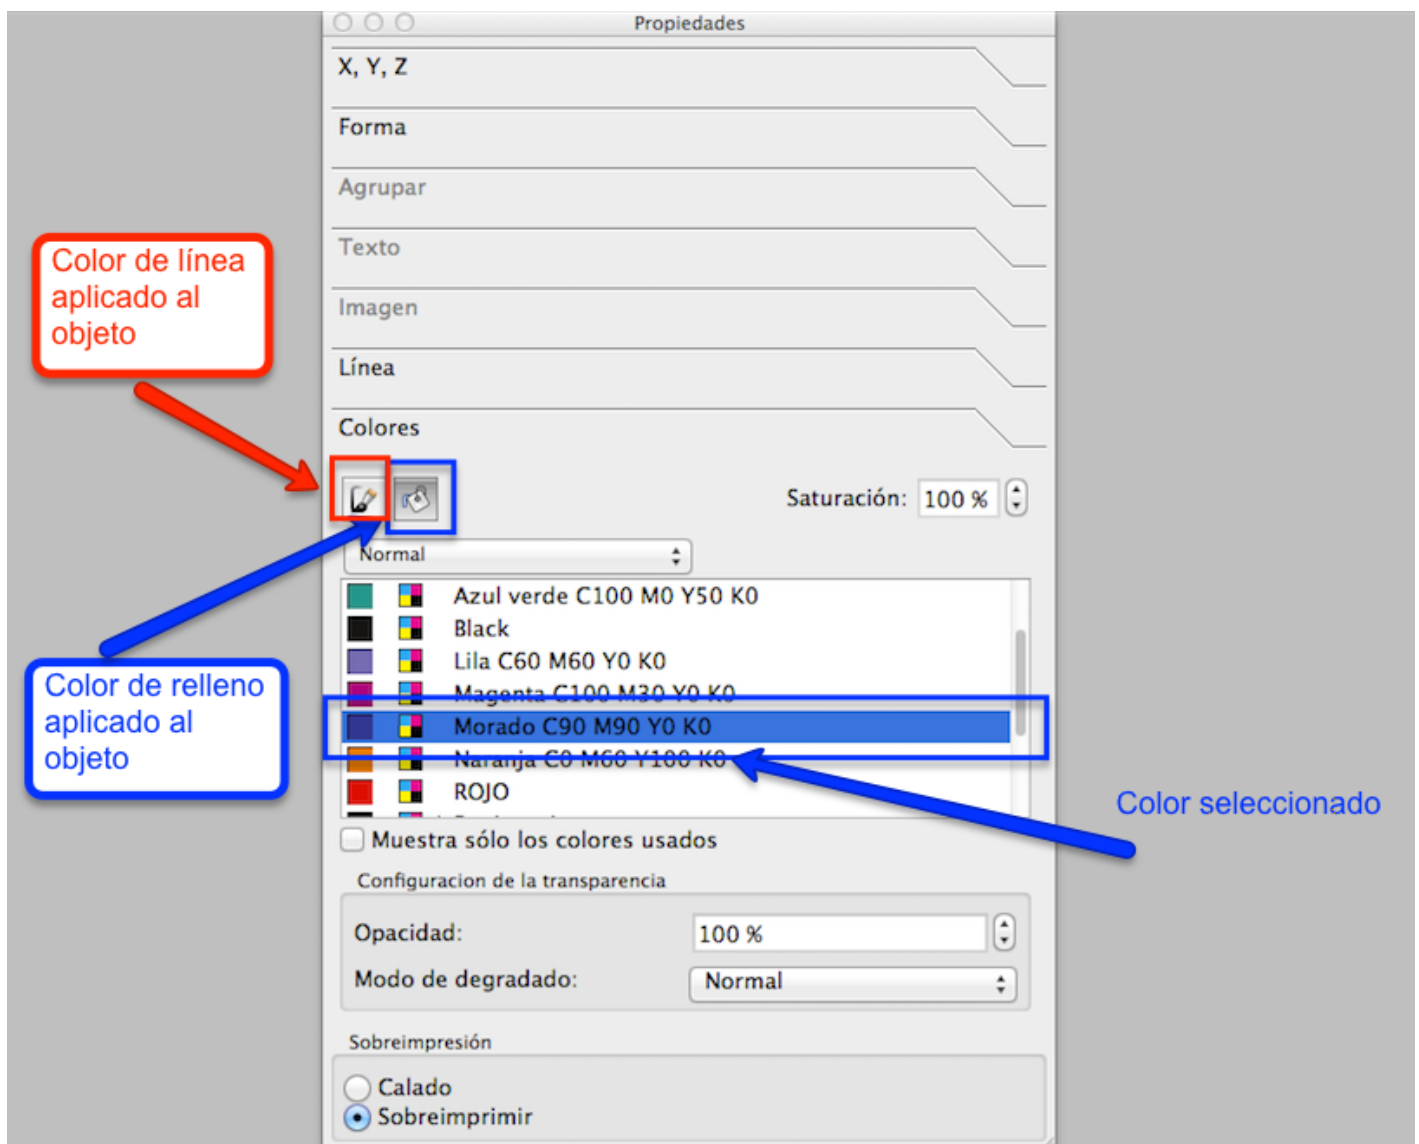 Propiedades
X, Y, Z
Forma
Agrupar
Texto
Imagen
Línea
Colores
Color de línea
aplicado al
objeto
Saturación: 100 %
Normal
Azul verde C100 M0 Y50 K0
Black
Lila C60 M60 Y0 K0
Magenta C100 M30 Y0 K0
Morado C90 M90 Y0 K0
Naranja C0 M60 Y100 K0
ROJO
Color de relleno
aplicado al
objeto
Color seleccionado
Muestra sólo los colores usados
Configuracion de la transparencia
Opacidad: 100 %
Modo de degradado: Normal
Sobreimpresión
Calado
Sobreimprimir